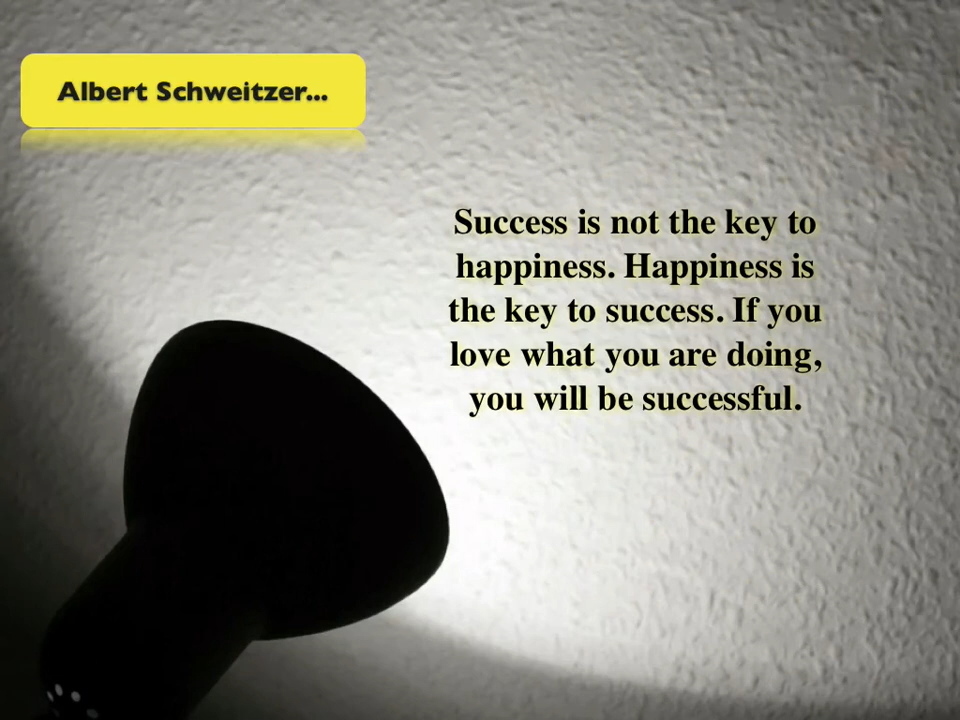 Albert Schweitzer...
Success is not the key to
happiness. Happiness is
the key to success. If you
love what you are doing,
you will be successful.